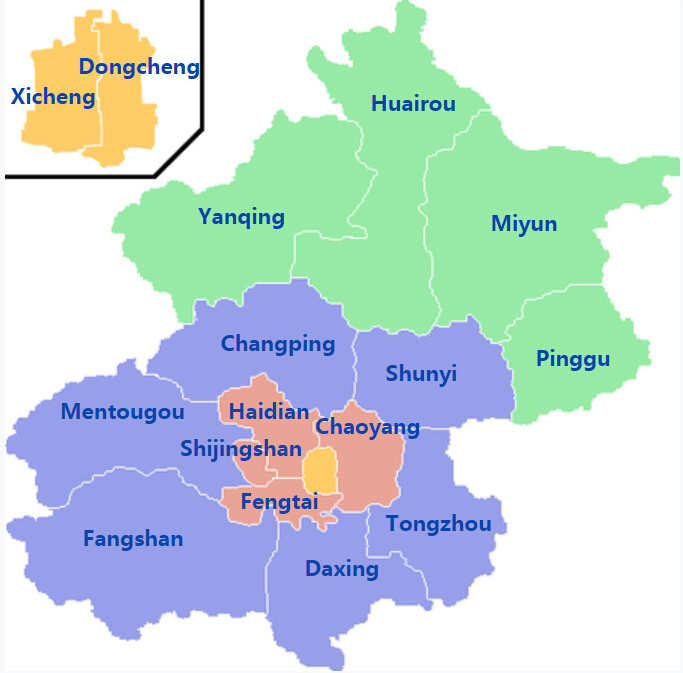 Dongcheng
Xicheng
Huairou
Yanqing
Miyun
Changping
Pinggu
Shunyi
Mentougou
Haidian
Chaoyang
Shijingshan
Fengtai
Tongzhou
Fangshan
Daxing